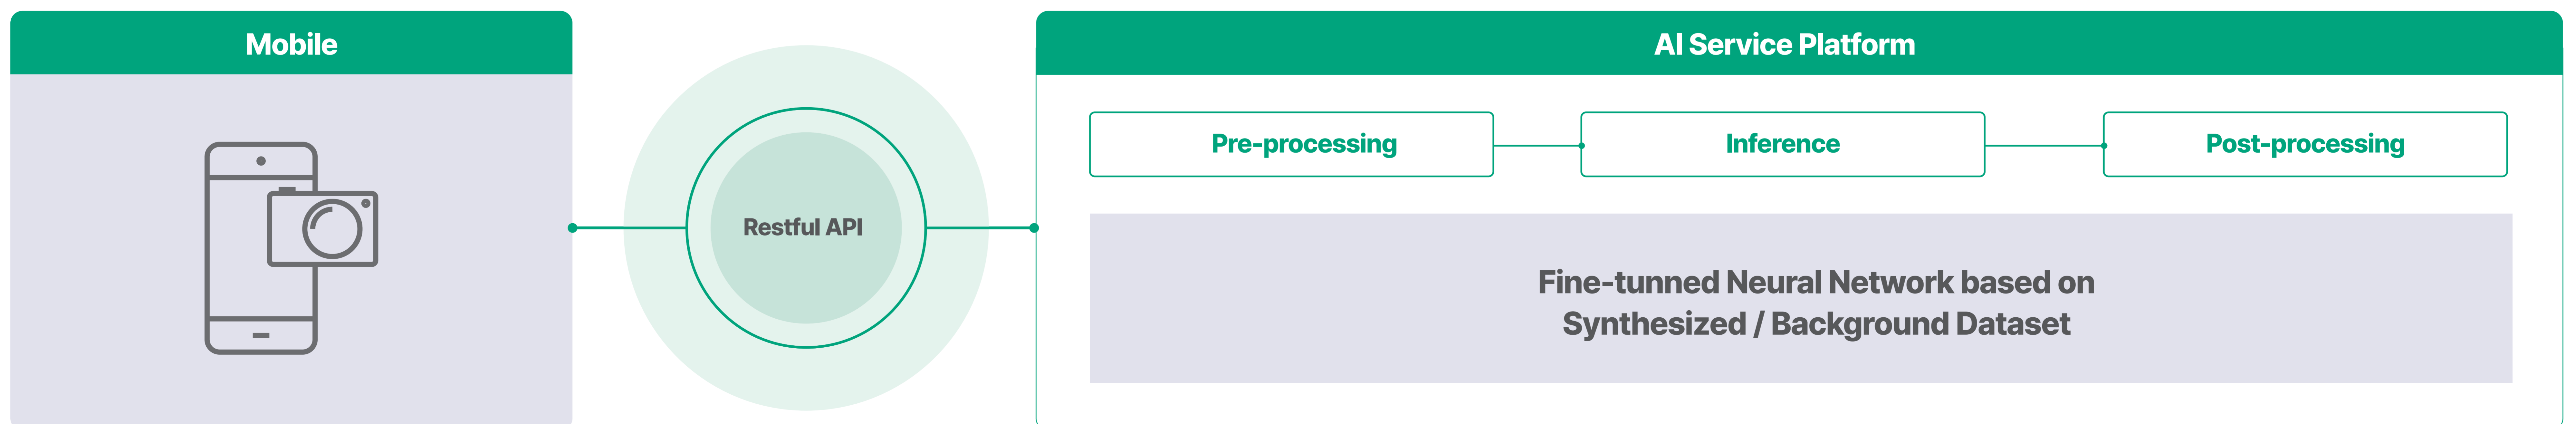 Mobile
Restful API
AI Service Platform
Pre-processing
Inference
Post-processing
Fine-tunned Neural Network based on
Synthesized / Background Dataset